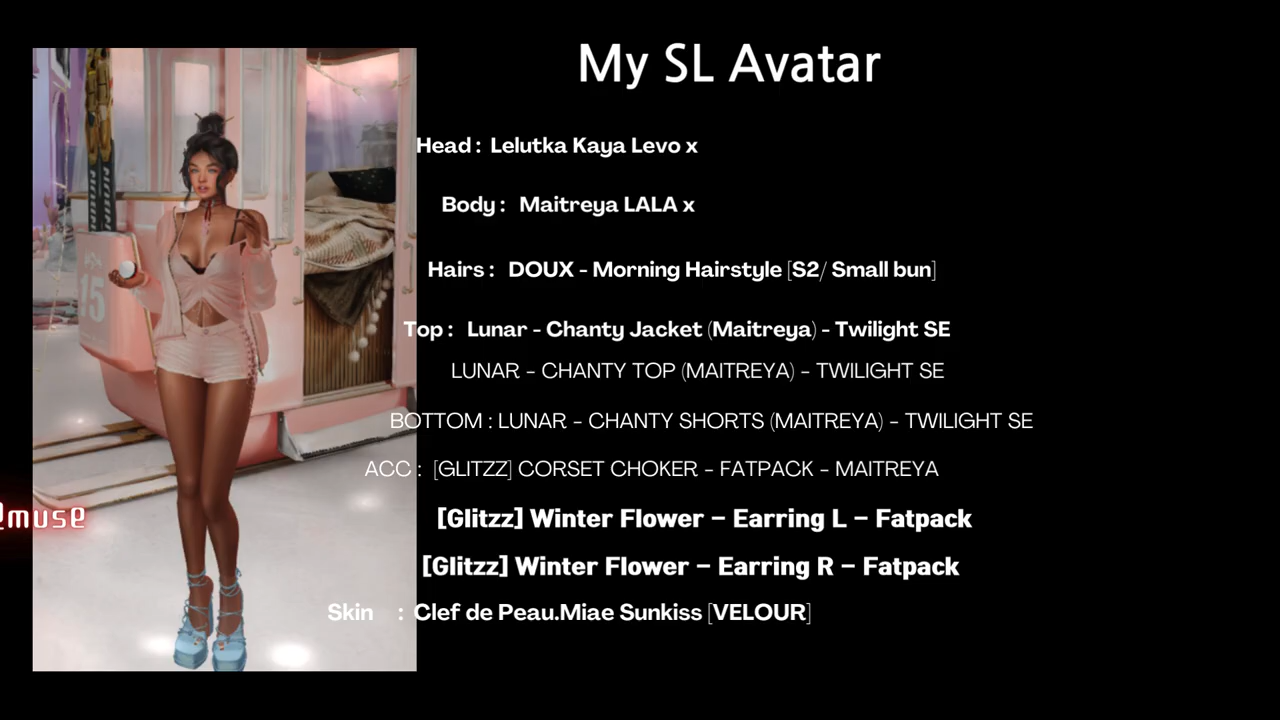 My SL Avatar
Head : Lelutka Kaya Levo x
Body : Maitreya LALA x
Hairs : DOUX - Morning Hairstyle [S2/ Small bun]
Top : Lunar - Chanty Jacket (Maitreya) - Twilight SE
LUNAR - CHANTY TOP (MAITREYA) - TWILIGHT SE
BOTTOM : LUNAR - CHANTY SHORTS (MAITREYA) - TWILIGHT SE
ACC : [GLITZZ] CORSET CHOKER - FATPACK - MAITREYA
[Glitzz] Winter Flower - Earring L - Fatpack
[Glitzz] Winter Flower - Earring R - Fatpack
Skin : Clef de Peau.Miae Sunkiss [VELOUR]
muse
15